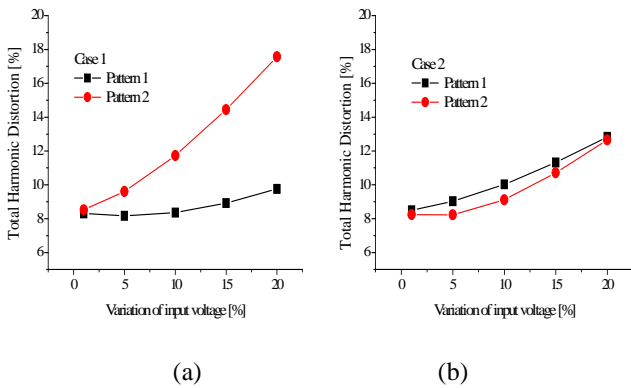 Total Harmonic Distortion [%]
18
16
14
12
10
8
6
Case 1
Pattern 1
Pattern 2
0 5 10 15 20
Variation of input voltage [%]
(a)
Total Harmonic Distortion [%]
18
16
14
12
10
8
6
Case 2
Pattern 1
Pattern 2
0 5 10 15 20
Variation of input voltage [%]
(b)